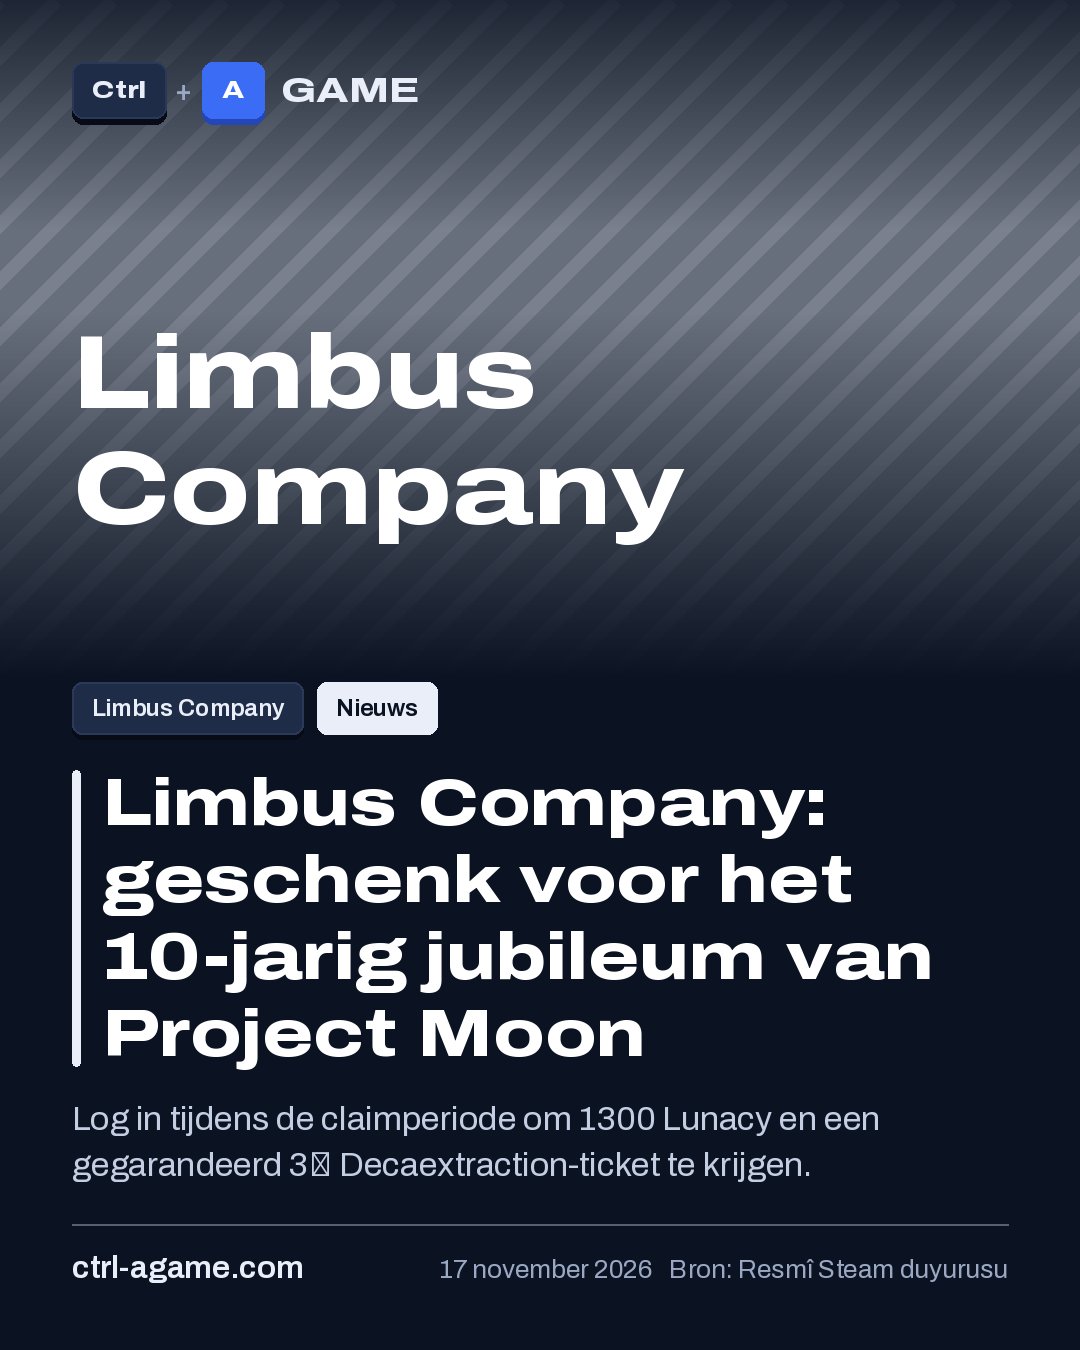 Ctrl + A GAME
Limbus
Company
Limbus Company Nieuws
Limbus Company:
geschenk voor het
10-jarig jubileum van
Project Moon
Log in tijdens de claimperiode om 1300 Lunacy en een
gegarandeerd 3 Decaextraction-ticket te krijgen.
ctrl-agame.com 17 november 2026 Bron: Resmî Steam duyurusu